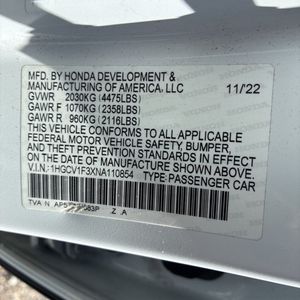 MFD. BY HONDA DEVELOPMENT &
MANUFACTURING OF AMERICA, LLC 11/22
GVWR 2030KG (4475LBS)
GAWR F 1070KG (2358LBS)
GAWR R 960KG (2116LBS)
THIS VEHICLE CONFORMS TO ALL APPLICABLE
FEDERAL MOTOR VEHICLE SAFETY, BUMPER,
AND THEFT PREVENTION STANDARDS IN EFFECT
ON THE DATE OF MANUFACTURE SHOWN ABOVE.
V.I.N.: 1HGCV1F3XNA110854 TYPE: PASSENGER CAR
TVA N Z A